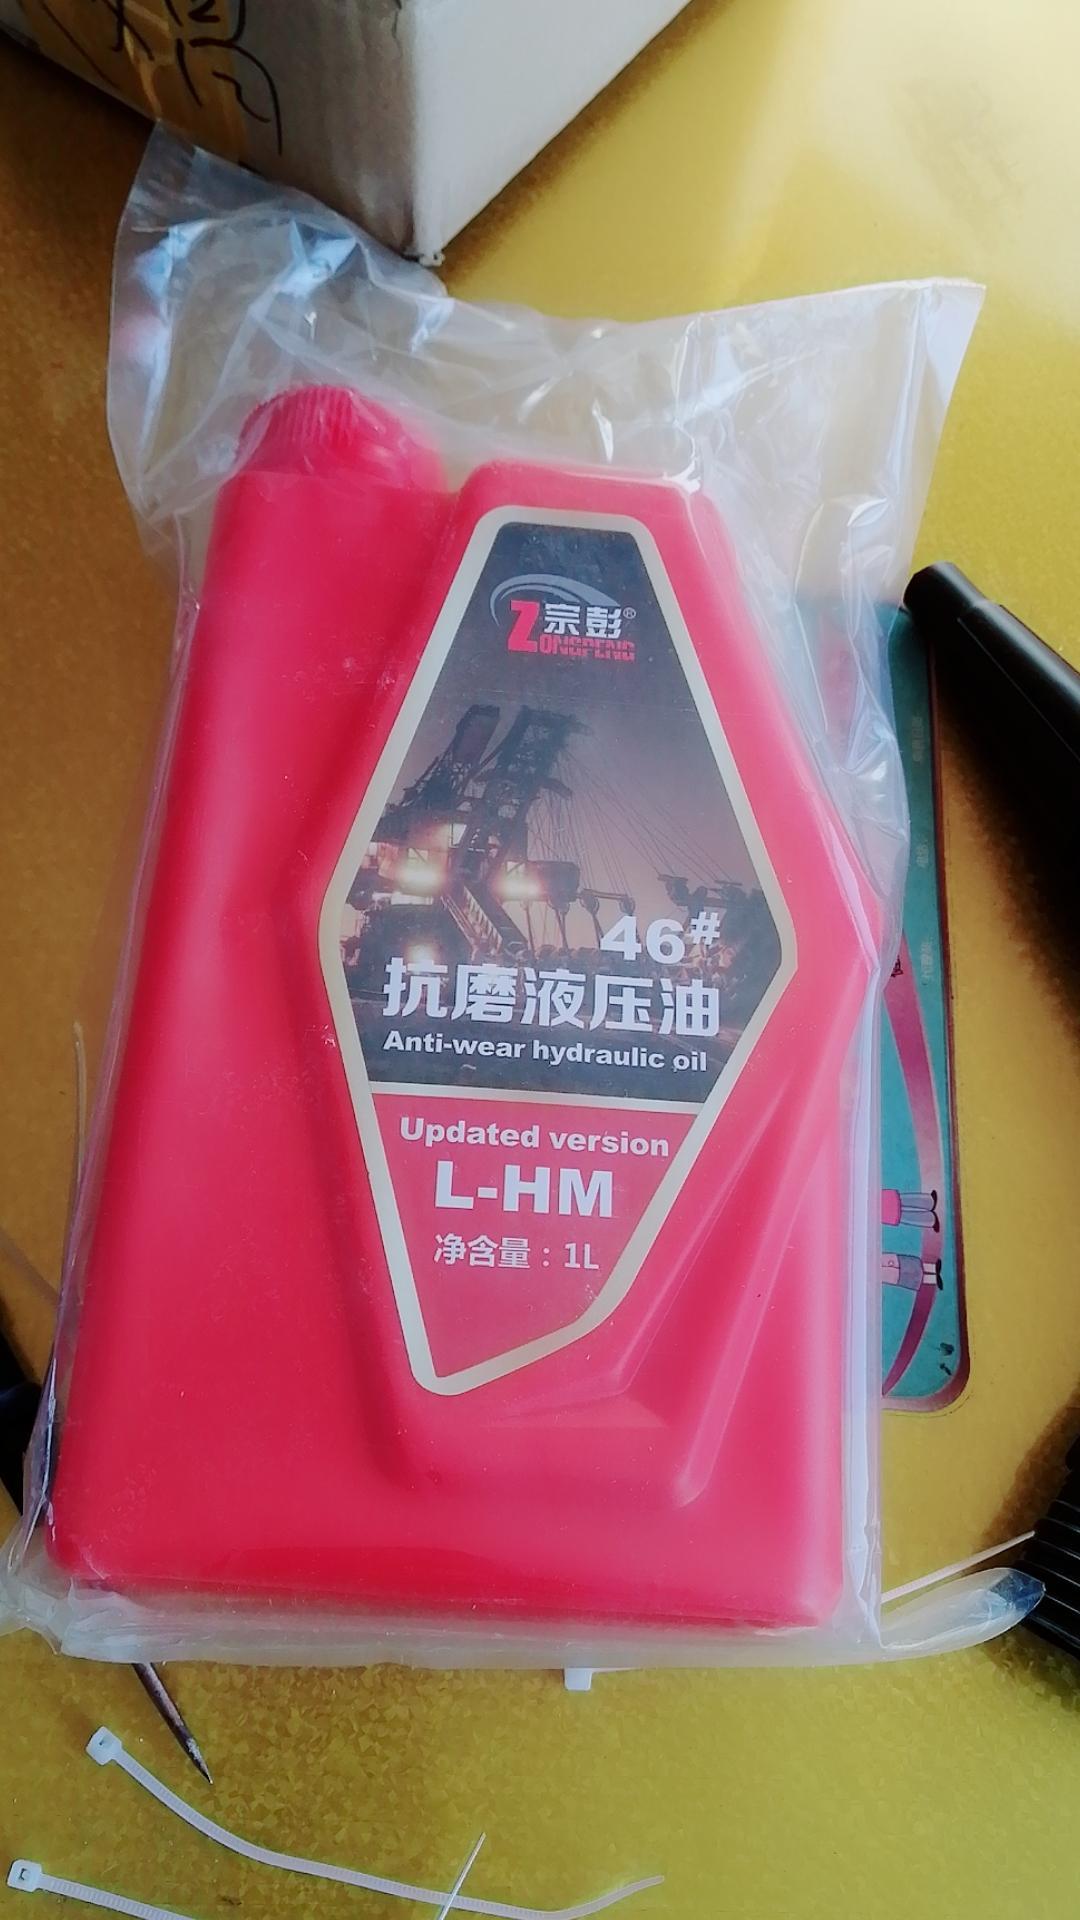 宗彭®
ZONGPENG
46#
抗磨液压油
Anti-wear hydraulic oil
Updated version
L-HM
净含量：1L